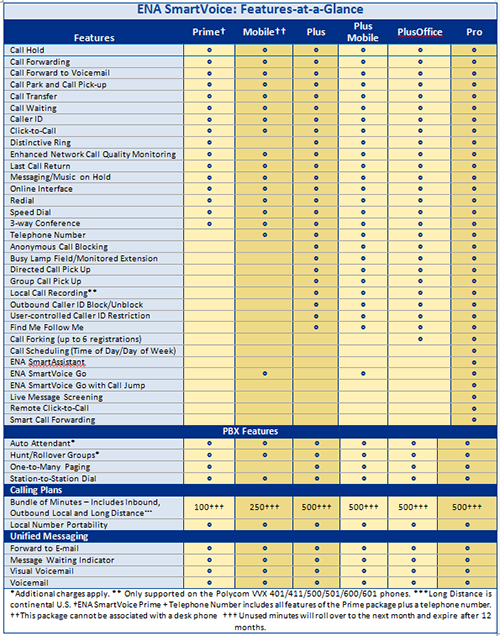 ENA SmartVoice: Features-at-a-Glance
Features Prime† Mobile†† Plus Plus Mobile PlusOffice Pro
Call Hold
Call Forwarding
Call Forward to Voicemail
Call Park and Call Pick-up
Call Transfer
Call Waiting
Caller ID
Click-to-Call
Distinctive Ring
Enhanced Network Call Quality Monitoring
Last Call Return
Messaging/Music on Hold
Online Interface
Redial
Speed Dial
3-way Conference
Telephone Number
Anonymous Call Blocking
Busy Lamp Field/Monitored Extension
Directed Call Pick Up
Group Call Pick Up
Local Call Recording**
Outbound Caller ID Block/Unblock
User-controlled Caller ID Restriction
Find Me Follow Me
Call Forking (up to 6 registrations)
Call Scheduling (Time of Day/Day of Week)
ENA SmartAssistant
ENA SmartVoice Go
ENA SmartVoice Go with Call Jump
Live Message Screening
Remote Click-to-Call
Smart Call Forwarding
PBX Features
Auto Attendant*
Hunt/Rollover Groups*
One-to-Many Paging
Station-to-Station Dial
Calling Plans
Bundle of Minutes – Includes Inbound,
Outbound Local and Long Distance***
100††† 250††† 500††† 500††† 500††† 500†††
Local Number Portability
Unified Messaging
Forward to E-mail
Message Waiting Indicator
Visual Voicemail
Voicemail
*Additional charges apply. ** Only supported on the Polycom VVX 401/411/500/501/600/601 phones. ***Long Distance is
continental U.S. †ENA SmartVoice Prime + Telephone Number includes all features of the Prime package plus a telephone number.
††This package cannot be associated with a desk phone †††Unused minutes will roll over to the next month and expire after 12
months.